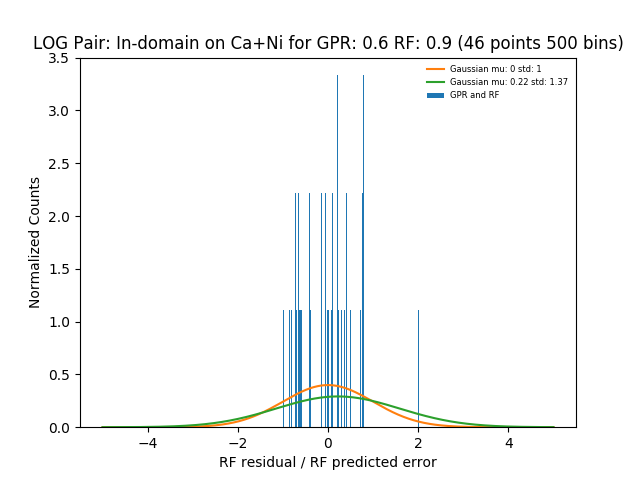 LOG Pair: In-domain on Ca+Ni for GPR: 0.6 RF: 0.9 (46 points 500 bins)
Gaussian mu: 0 std: 1
Gaussian mu: 0.22 std: 1.37
GPR and RF
Normalized Counts
3.5
3.0
2.5
2.0
1.5
1.0
0.5
0.0
−4 −2 0 2 4
RF residual / RF predicted error